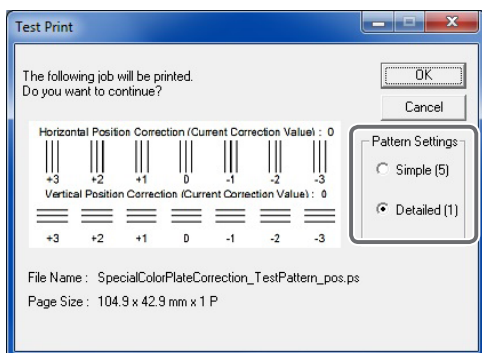 Test Print
The following job will be printed.
Do you want to continue?
OK
Cancel
Horizontal Position Correction (Current Correction Value) : 0
+3 +2 +1 0 -1 -2 -3
Vertical Position Correction (Current Correction Value) : 0
+3 +2 +1 0 -1 -2 -3
Pattern Settings
Simple (5)
Detailed (1)
File Name : SpecialColorPlateCorrection_TestPattern_pos.ps
Page Size : 104.9 x 42.9 mm x 1 P